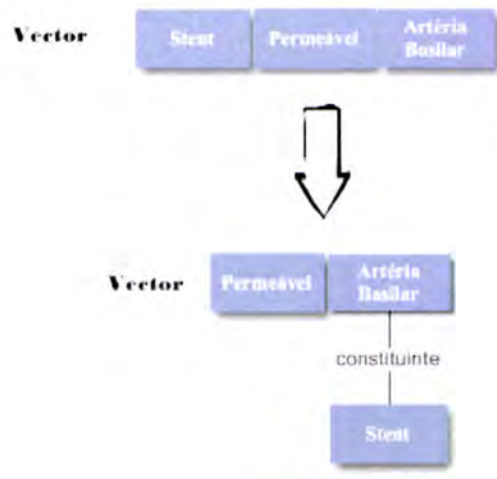 Vector
Stent
Permeável
Artéria
Basilar
Vector
Permeável
Artéria
Basilar
constituinte
Stent